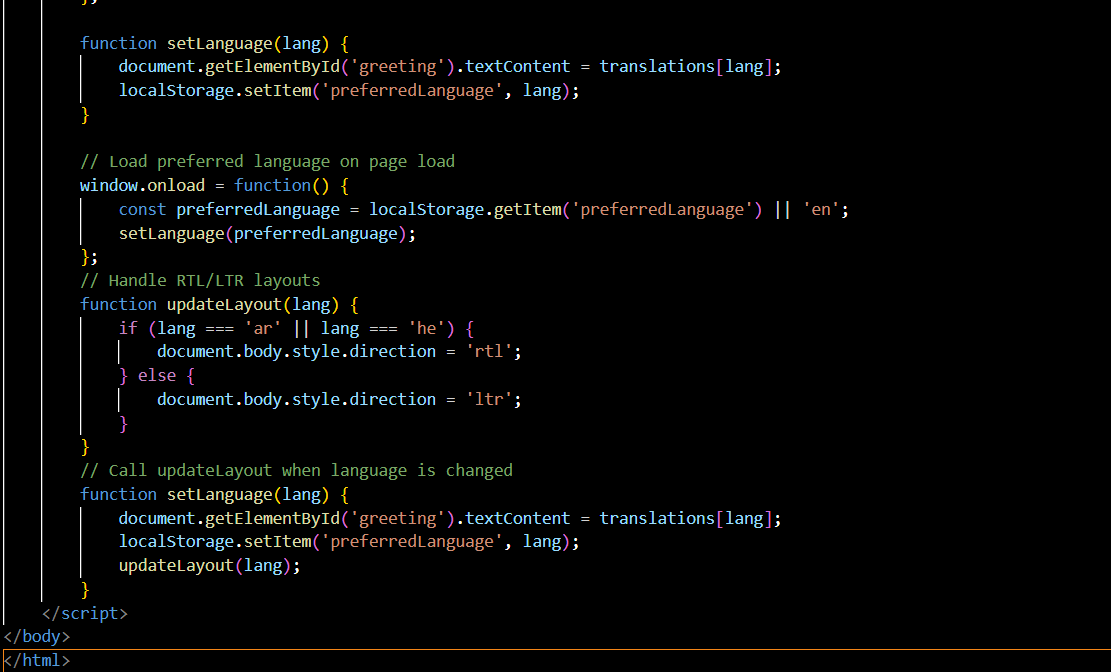 };
function setLanguage(lang) {
document.getElementById('greeting').textContent = translations[lang];
localStorage.setItem('preferredLanguage', lang);
}
// Load preferred language on page load
window.onload = function() {
const preferredLanguage = localStorage.getItem('preferredLanguage') || 'en';
setLanguage(preferredLanguage);
};
// Handle RTL/LTR layouts
function updateLayout(lang) {
if (lang === 'ar' || lang === 'he') {
document.body.style.direction = 'rtl';
} else {
document.body.style.direction = 'ltr';
}
}
// Call updateLayout when language is changed
function setLanguage(lang) {
document.getElementById('greeting').textContent = translations[lang];
localStorage.setItem('preferredLanguage', lang);
updateLayout(lang);
}
</script>
</body>
</html>